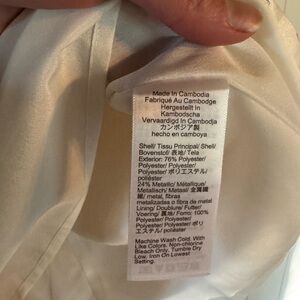 Made In Cambodia
Fabriqué Au Cambodge
Hergestellt In
Kambodscha
Vervaardigd In Cambodja
カンボジア製
hecho en camboya
Shell/ Tissu Principal/ Shell/
Bovenstof/ 表地/ Tela
Exterior: 76% Polyester/
Polyester/ Polyester/
Polyester/ ポリエステル/
poliéster
24% Metallic/ Métallique/
Metallisch/ Metaal/ 金属繊
維/ metal, fibras
metalizadas o fibra de metal
Lining/ Doublure/ Futter/
Voering/ 裏地/ Forro: 100%
Polyester/ Polyester/
Polyester/ Polyester/ ポリ
エステル/ poliéster
Machine Wash Cold. With
Like Colors. Non-chlorine
Bleach Only. Tumble Dry
Low. Iron On Lowest
Setting.